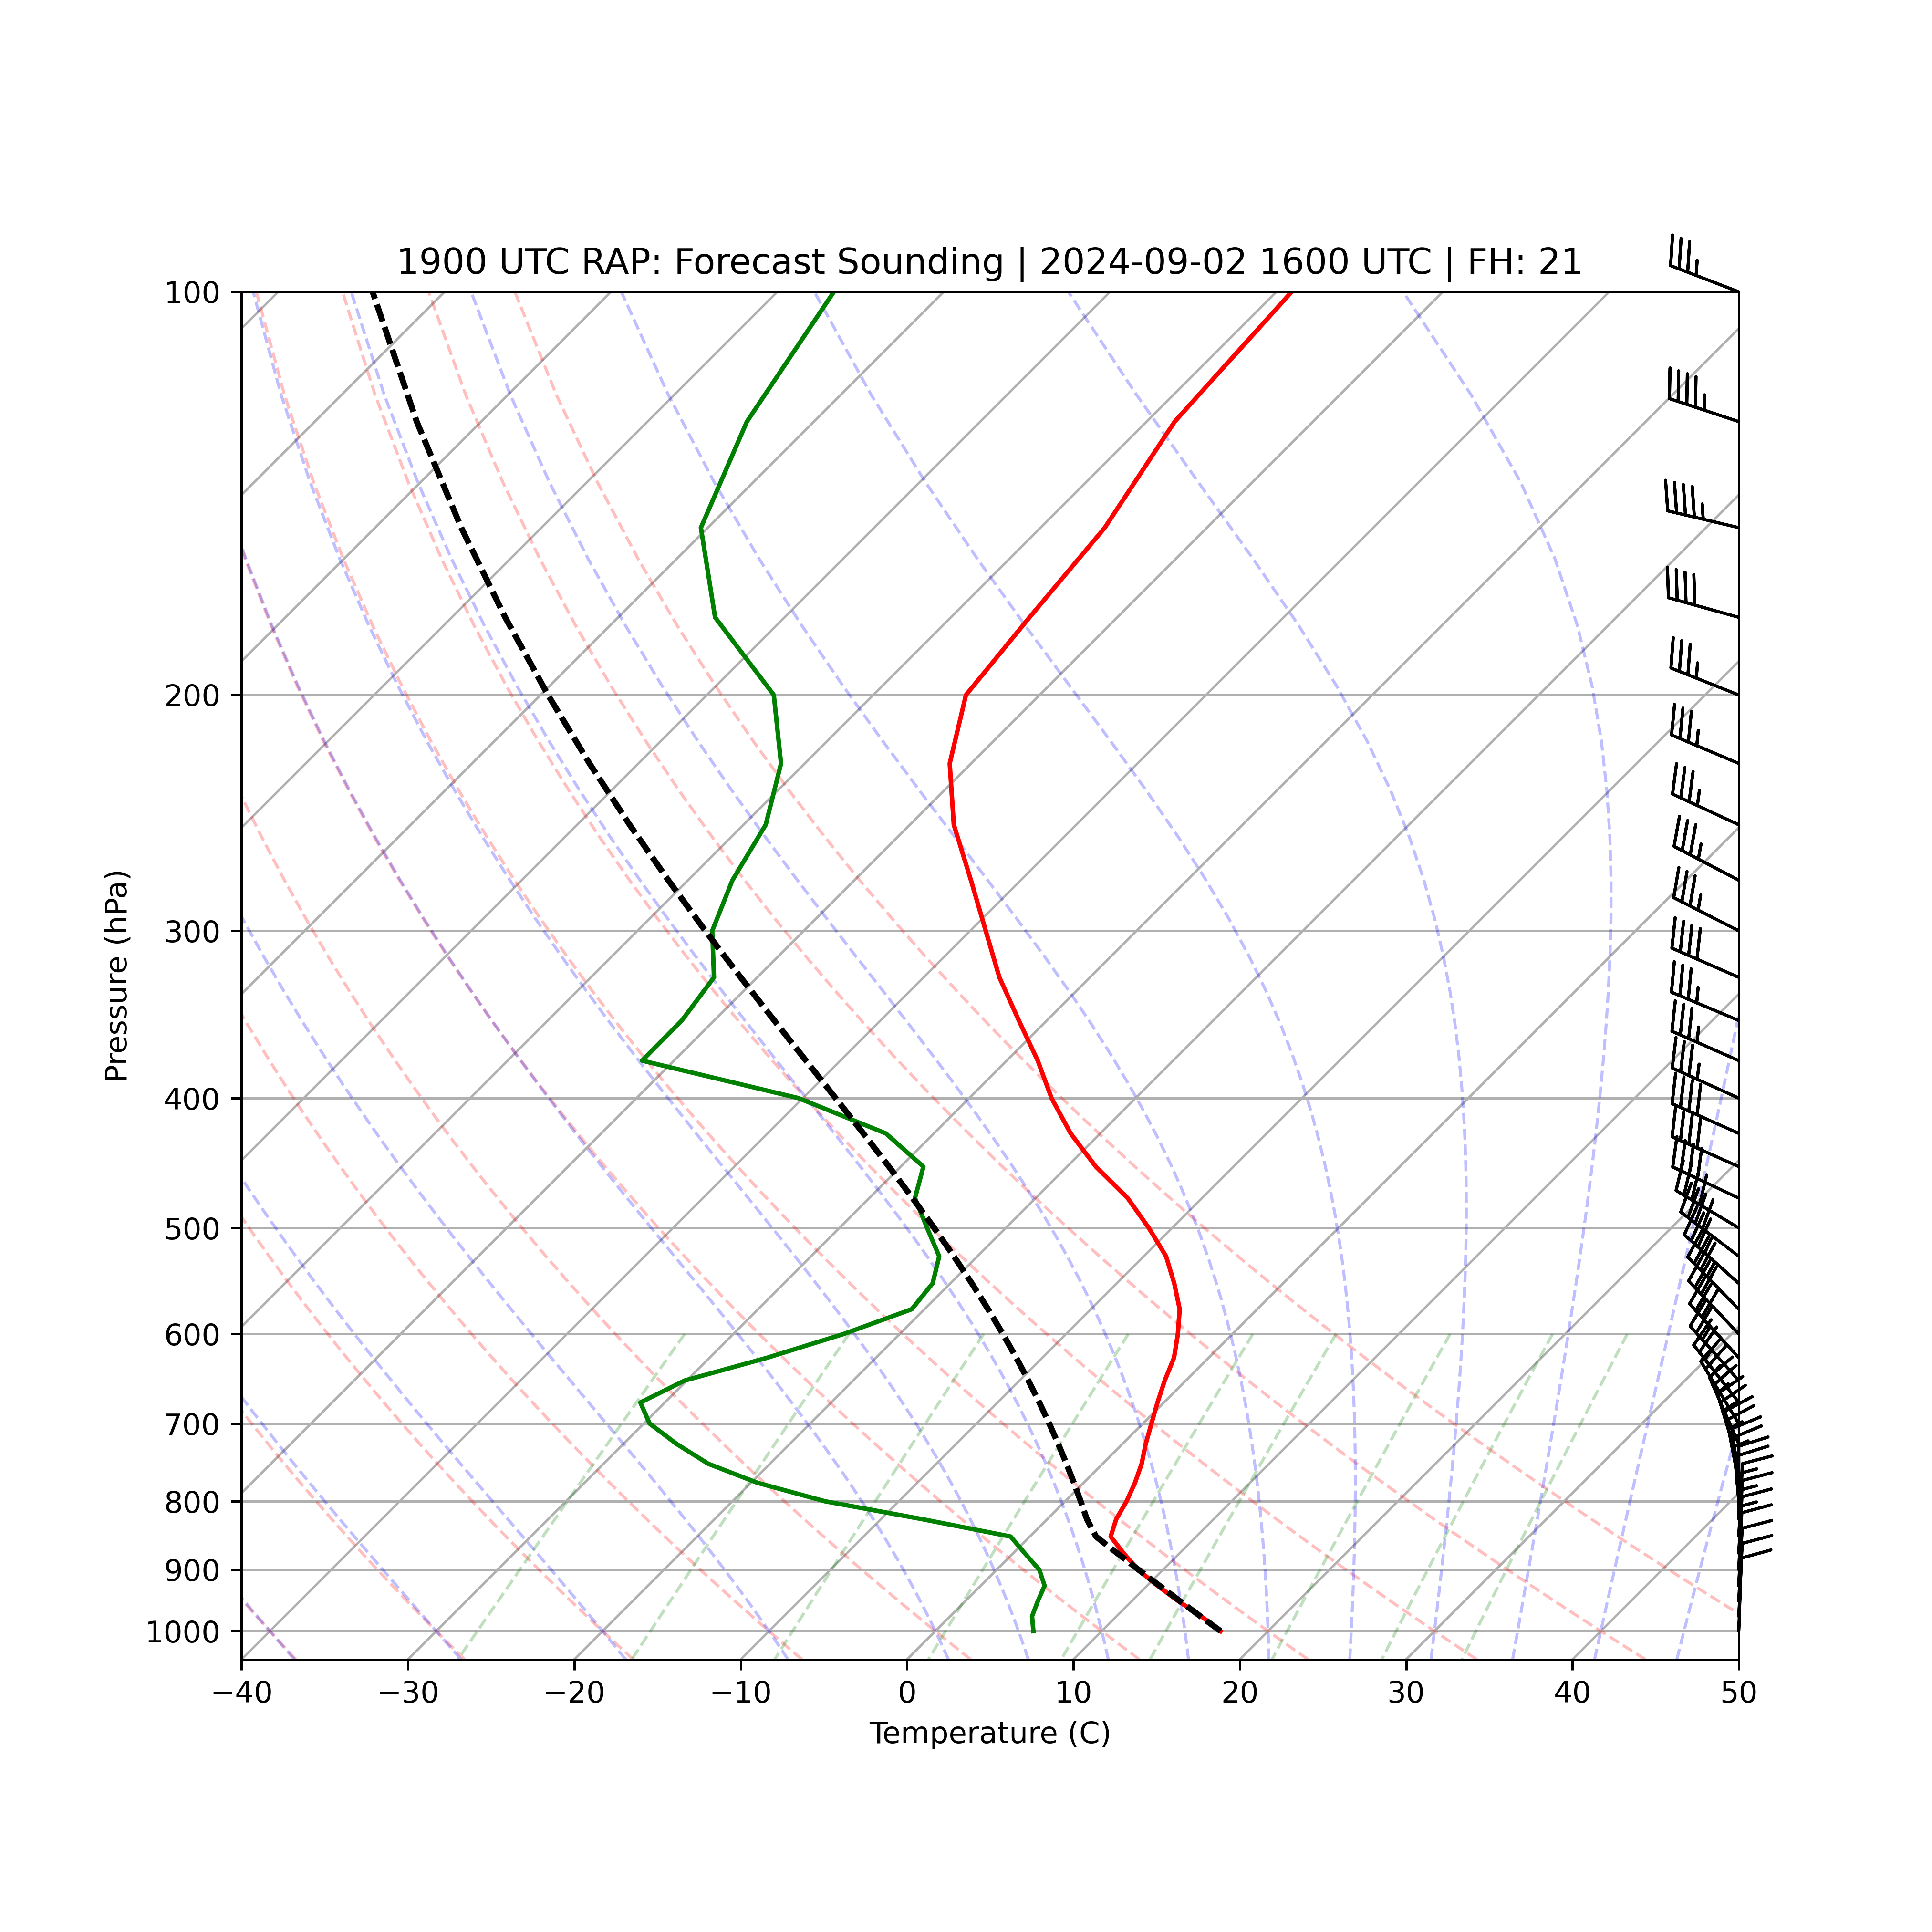 1900 UTC RAP: Forecast Sounding | 2024-09-02 1600 UTC | FH: 21
100
200
300
400
500
600
700
800
900
1000
Pressure (hPa)
−40 −30 −20 −10 0 10 20 30 40 50
Temperature (C)